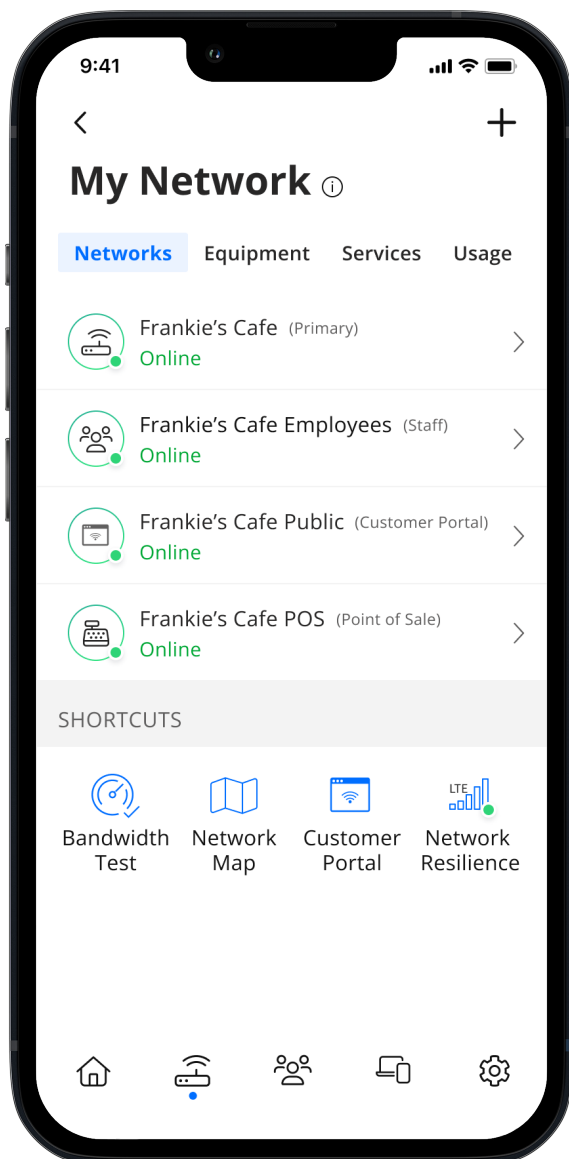 9:41
My Network
Networks Equipment Services Usage
Frankie’s Cafe (Primary)
Online
Frankie’s Cafe Employees (Staff)
Online
Frankie’s Cafe Public (Customer Portal)
Online
Frankie’s Cafe POS (Point of Sale)
Online
SHORTCUTS
LTE
Bandwidth Network Customer Network
Test Map Portal Resilience